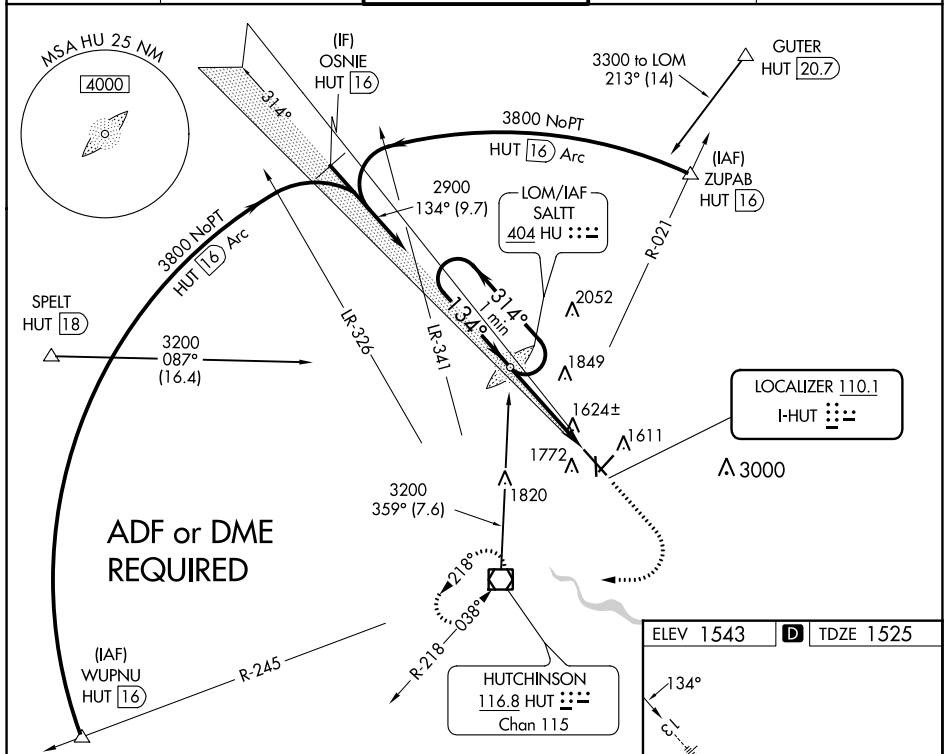 MSA HU 25 NM
4000
(IF)
OSNIE
HUT 16
314°
3300 to LOM
213° (14)
GUTER
HUT 20.7
3800 NoPT
HUT 16 Arc
(IAF)
ZUPAB
HUT 16
2900
134° (9.7)
LOM/IAF
SALTT
404 HU
R-021
3800 NoPT
HUT 16 Arc
SPELT
HUT 18
3200
087°
(16.4)
LR-326
LR-341
134°
314°
1 min
2052
1849
1624±
1611
1772
3000
LOCALIZER 110.1
I-HUT
3200
359° (7.6)
1820
ADF or DME
REQUIRED
218°
038°
R-218
HUTCHINSON
116.8 HUT
Chan 115
(IAF)
WUPNU
HUT 16
R-245
ELEV 1543
D
TDZE 1525
134°
13